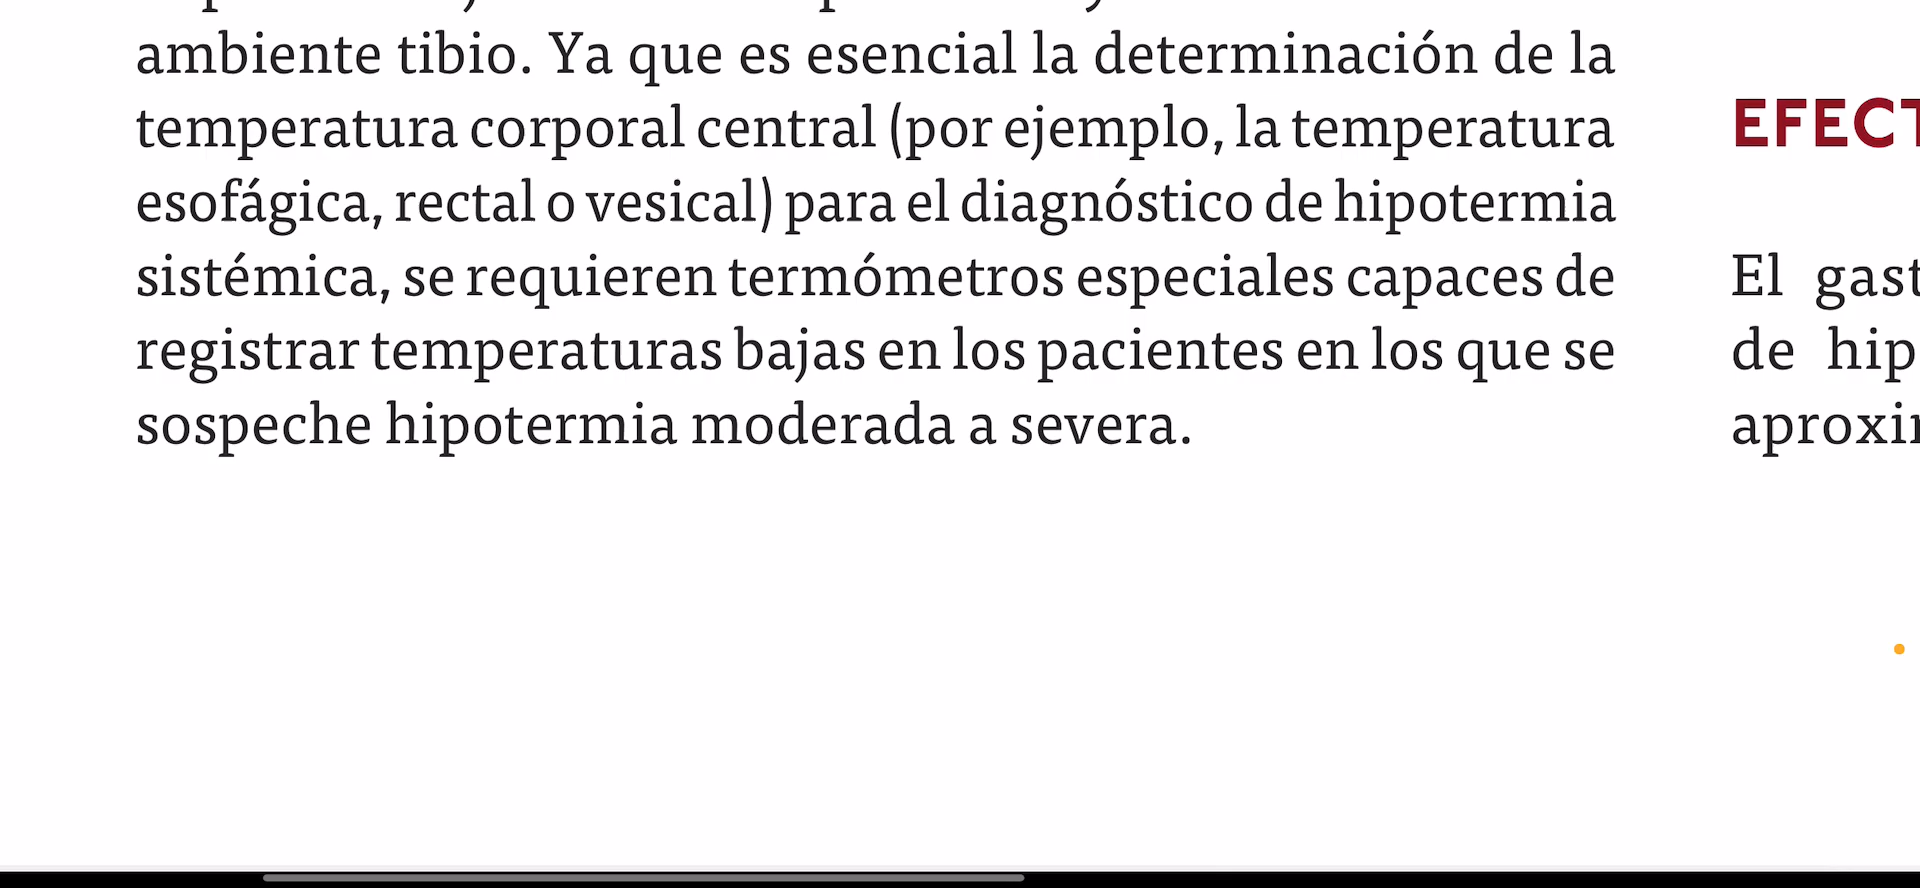 ambiente tibio. Ya que es esencial la determinación de la
temperatura corporal central (por ejemplo, la temperatura
esofágica, rectal o vesical) para el diagnóstico de hipotermia
sistémica, se requieren termómetros especiales capaces de
registrar temperaturas bajas en los pacientes en los que se
sospeche hipotermia moderada a severa.
EFECT
El gast
de hip
aproxi